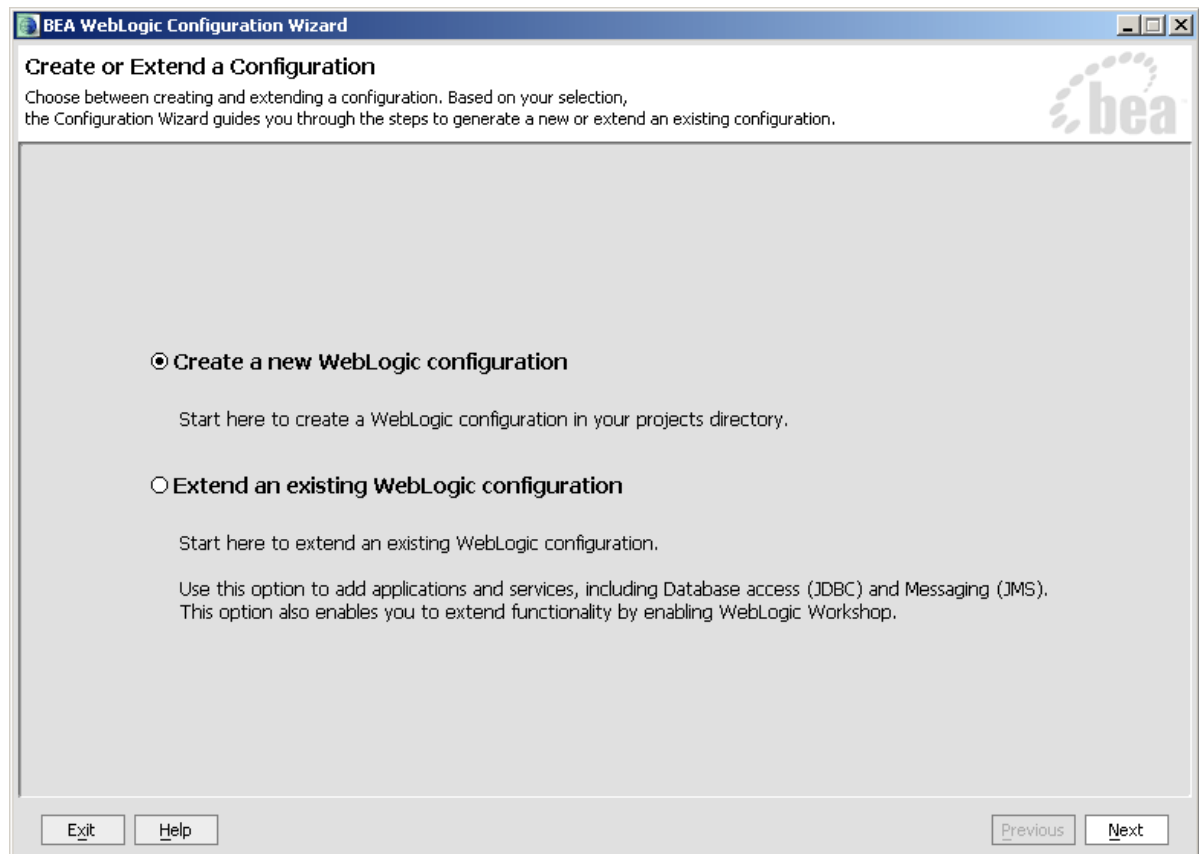 BEA WebLogic Configuration Wizard
Create or Extend a Configuration
Choose between creating and extending a configuration. Based on your selection,
the Configuration Wizard guides you through the steps to generate a new or extend an existing configuration.
bea
Create a new WebLogic configuration
Start here to create a WebLogic configuration in your projects directory.
Extend an existing WebLogic configuration
Start here to extend an existing WebLogic configuration.
Use this option to add applications and services, including Database access (JDBC) and Messaging (JMS).
This option also enables you to extend functionality by enabling WebLogic Workshop.
Exit Help Previous Next